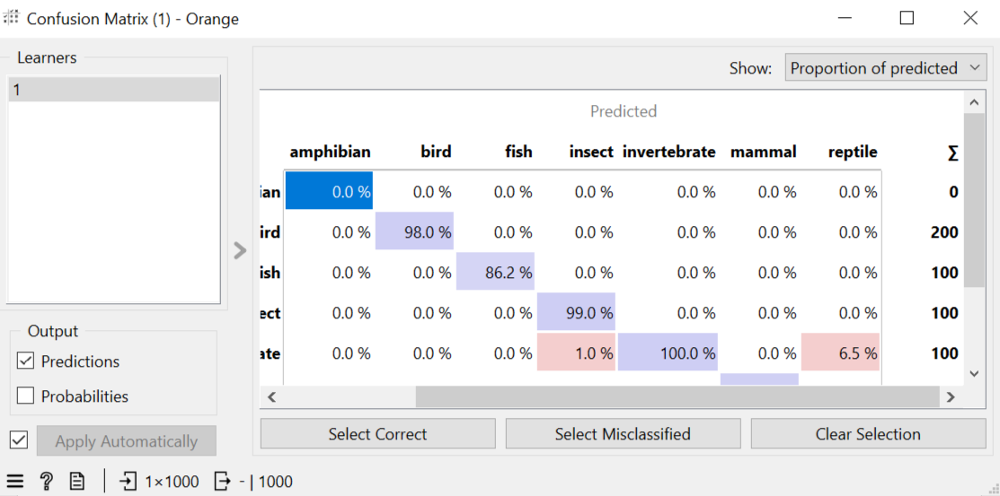 Confusion Matrix (1) - Orange
Learners
1
Show: Proportion of predicted
Predicted
amphibian bird fish insect invertebrate mammal reptile Σ
ian 0.0 % 0.0 % 0.0 % 0.0 % 0.0 % 0.0 % 0.0 % 0
ird 0.0 % 98.0 % 0.0 % 0.0 % 0.0 % 0.0 % 0.0 % 200
ish 0.0 % 0.0 % 86.2 % 0.0 % 0.0 % 0.0 % 0.0 % 100
ect 0.0 % 0.0 % 0.0 % 99.0 % 0.0 % 0.0 % 0.0 % 100
ate 0.0 % 0.0 % 0.0 % 1.0 % 100.0 % 0.0 % 6.5 % 100
Output
Predictions
Probabilities
Apply Automatically
Select Correct Select Misclassified Clear Selection
1×1000 - | 1000